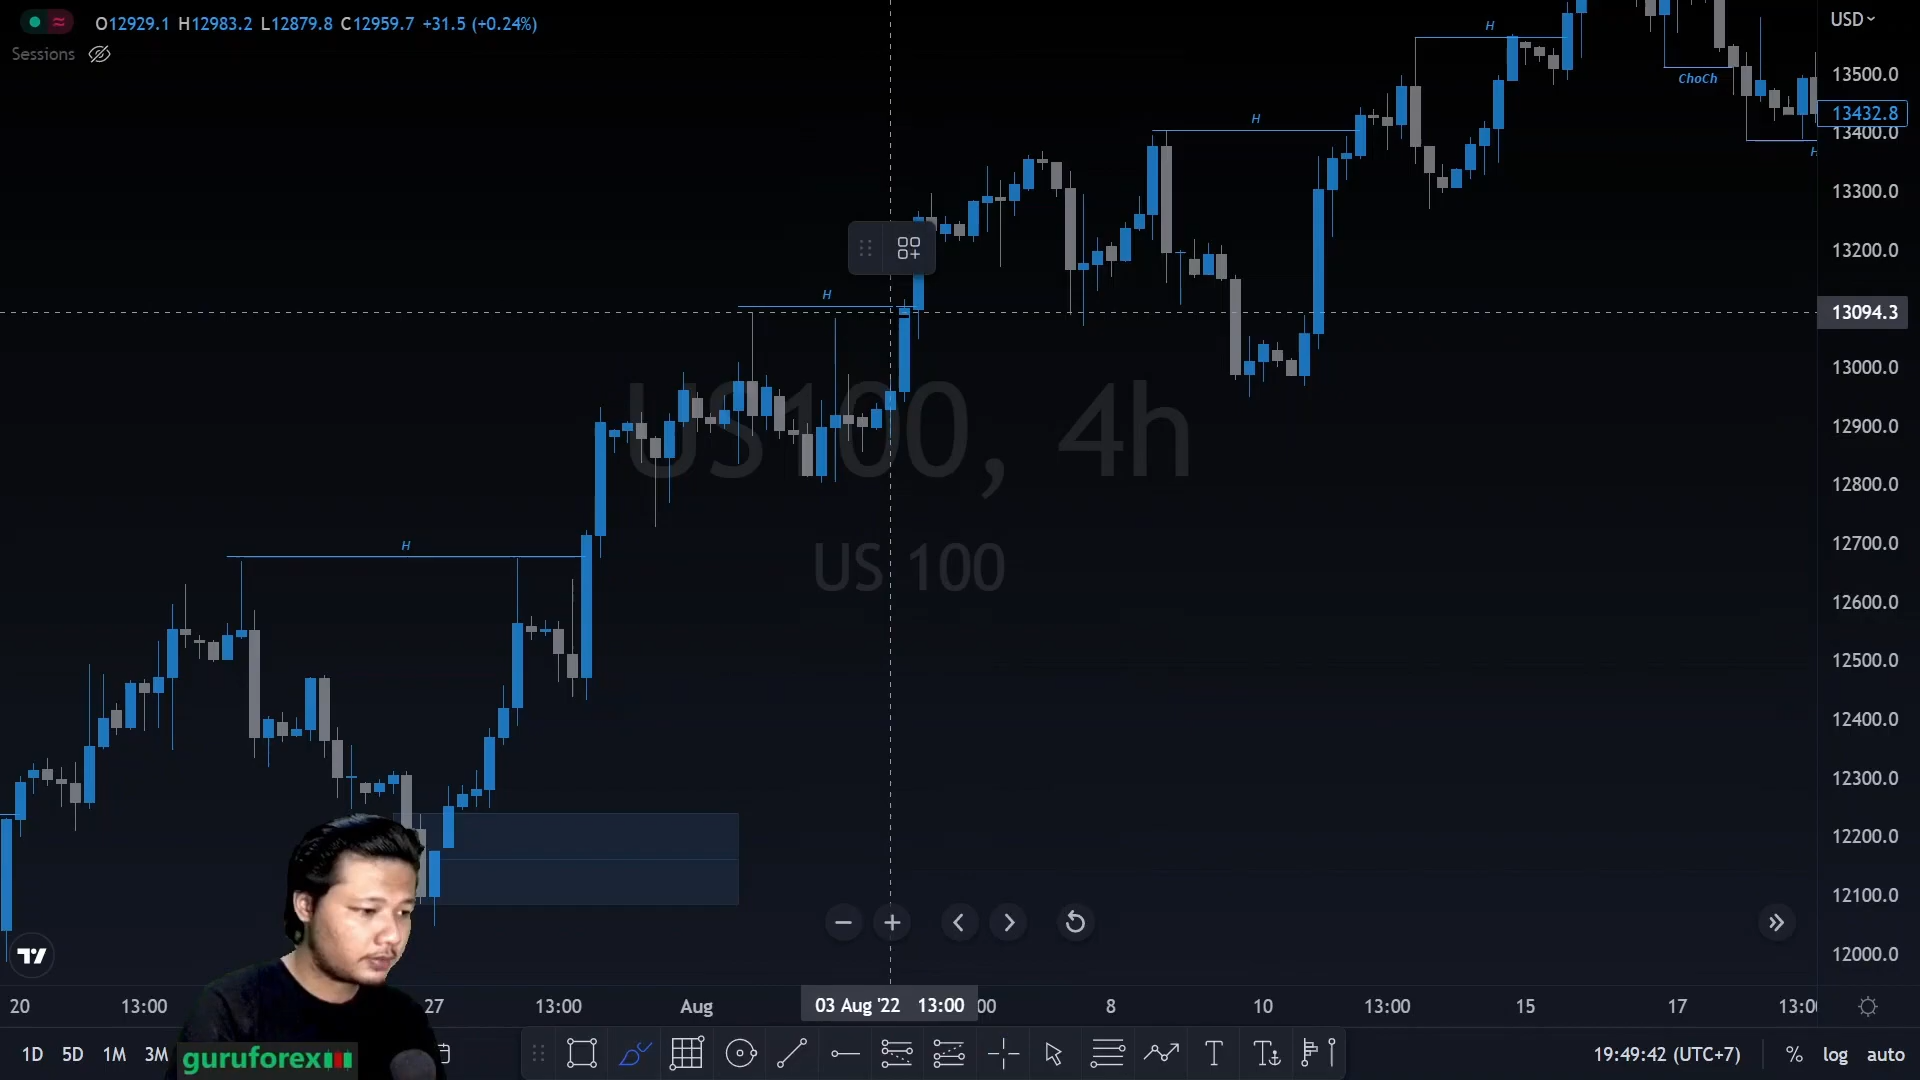 O12929.1 H12983.2 L12879.8 C12959.7 +31.5 (+0.24%)
USD
Sessions
H
H
H
H
H
ChoCh
13500.0
13432.8
13400.0
13300.0
13200.0
13094.3
13000.0
12900.0
12800.0
12700.0
12600.0
12500.0
12400.0
12300.0
12200.0
12100.0
12000.0
US100, 4h
US 100
20 13:00 27 13:00 Aug 03 Aug '22 13:00 :00 8 10 13:00 15 17 13:00
1D 5D 1M 3M
guruforex
19:49:42 (UTC+7) % log auto